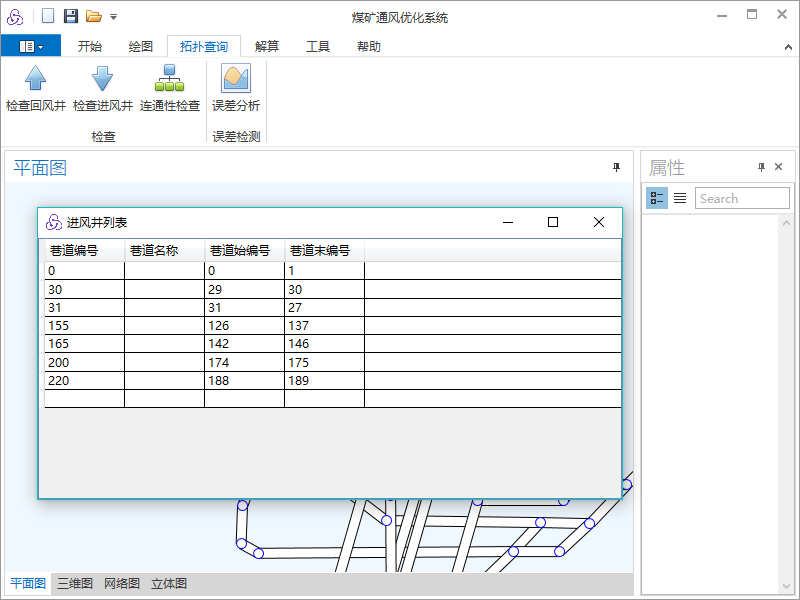 煤矿通风优化系统
开始 绘图 拓扑查询 解算 工具 帮助
检查回风井 检查进风井 连通性检查 误差分析
检查 误差检测
平面图
属性
Search
进风井列表
巷道编号 巷道名称 巷道始编号 巷道末编号
0 0 1
30 29 30
31 31 27
155 126 137
165 142 146
200 174 175
220 188 189
平面图 三维图 网络图 立体图